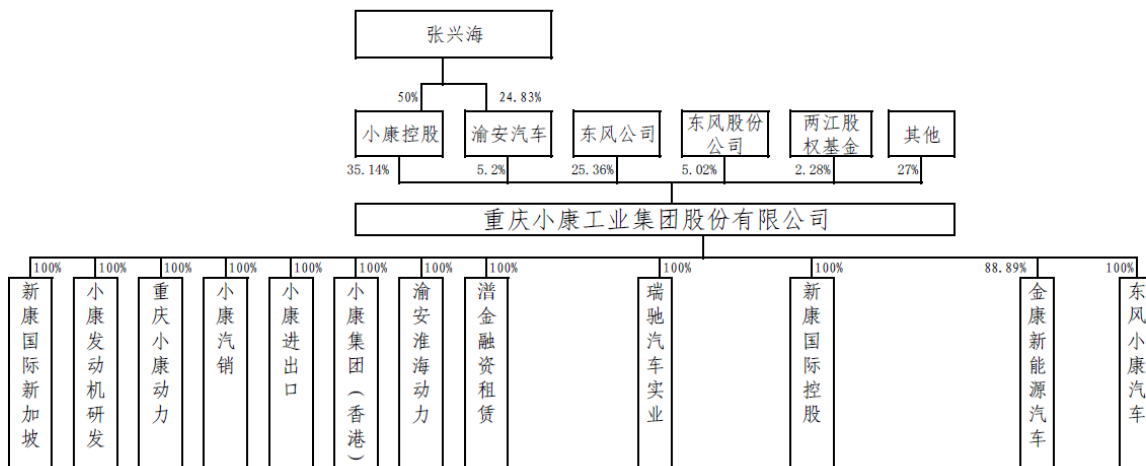 张兴海
50%
24.83%
小康控股
渝安汽车
东风公司
东风股份
公司
两江股
权基金
其他
35.14%
5.2%
25.36%
5.02%
2.28%
27%
重庆小康工业集团股份有限公司
100%
100%
100%
100%
100%
100%
100%
100%
100%
100%
88.89%
100%
新康国际新加坡
小康发动机研发
重庆小康动力
小康汽销
小康进出口
小康集团（香港）
渝安淮海动力
潽金融资租赁
瑞驰汽车实业
新康国际控股
金康新能源汽车
东风小康汽车